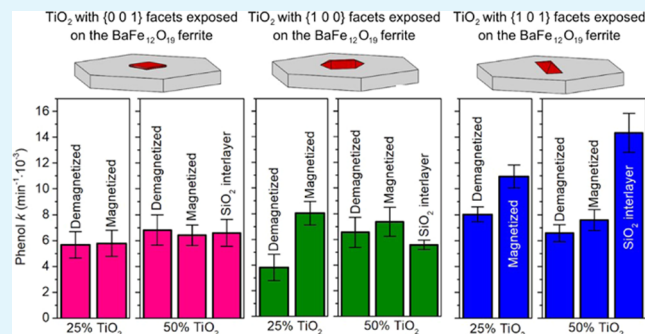 TiO₂ with {0 0 1} facets exposed
on the BaFe₁₂O₁₉ ferrite
TiO₂ with {1 0 0} facets exposed
on the BaFe₁₂O₁₉ ferrite
TiO₂ with {1 0 1} facets exposed
on the BaFe₁₂O₁₉ ferrite
Phenol k (min⁻¹·10⁻³)
16
14
12
10
8
6
4
2
0
Demagnetized
Magnetized
Demagnetized
Magnetized
SiO₂ interlayer
Demagnetized
Magnetized
Demagnetized
Magnetized
SiO₂ interlayer
Demagnetized
Magnetized
Demagnetized
Magnetized
SiO₂ interlayer
25% TiO₂
50% TiO₂
25% TiO₂
50% TiO₂
25% TiO₂
50% TiO₂